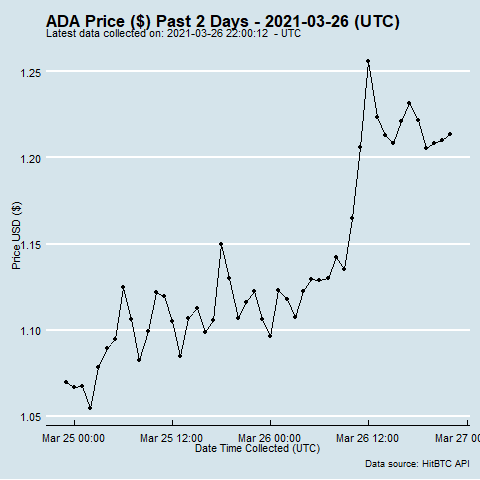 ADA Price ($) Past 2 Days - 2021-03-26 (UTC)
Latest data collected on: 2021-03-26 22:00:12 - UTC
Price USD ($)
1.25
1.20
1.15
1.10
1.05
Mar 25 00:00 Mar 25 12:00 Mar 26 00:00 Mar 26 12:00 Mar 27 0
Date Time Collected (UTC)
Data source: HitBTC API